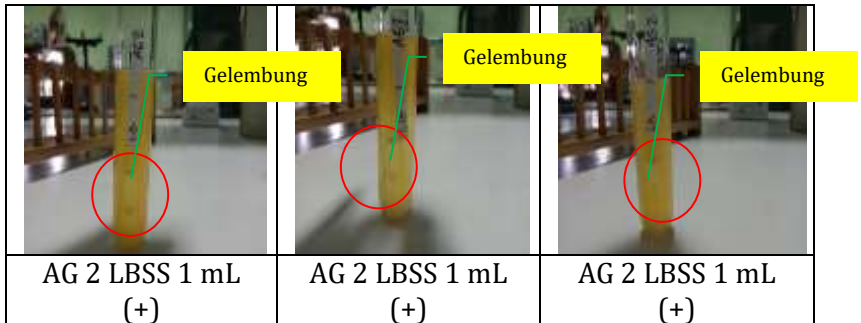 Gelembung
Gelembung
Gelembung
AG 2 LBSS 1 mL
(+)
AG 2 LBSS 1 mL
(+)
AG 2 LBSS 1 mL
(+)